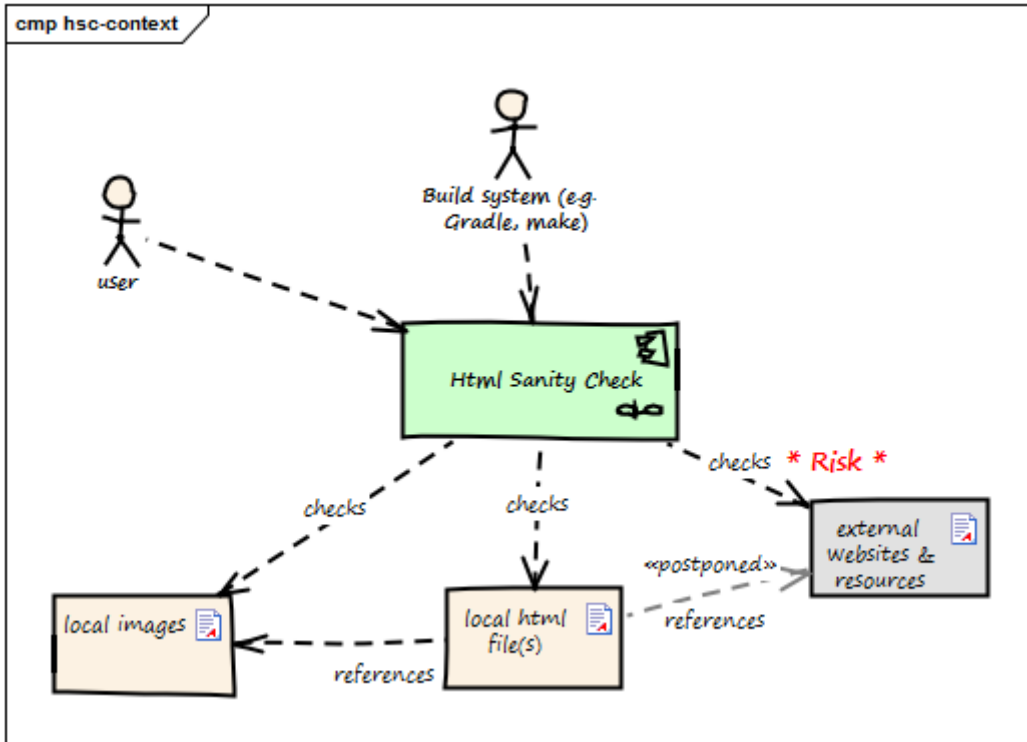 cmp hsc-context
Build system (e.g.
Gradle, make)
user
Html Sanity Check
checks
* Risk *
checks
checks
external
Websites &
resources
«postponed»
references
local images
local html
file(s)
references